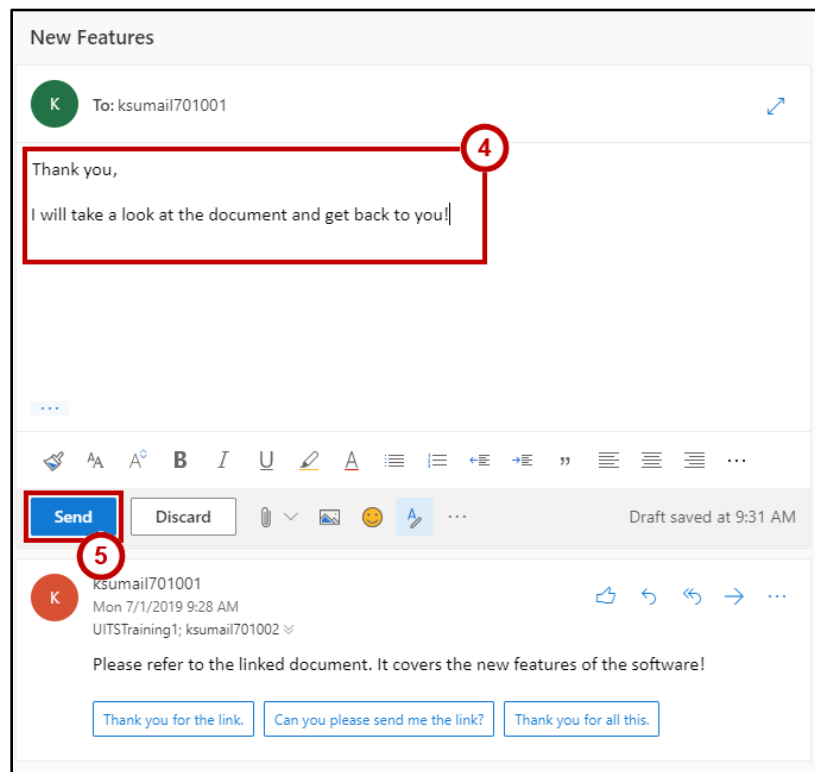 New Features
K
To: ksumail701001
4
Thank you,
I will take a look at the document and get back to you!
...
AA A B I U A ” ...
Send Discard ... Draft saved at 9:31 AM
5
K
ksumail701001
Mon 7/1/2019 9:28 AM
...
UITSTraining1; ksumail701002
Please refer to the linked document. It covers the new features of the software!
Thank you for the link. Can you please send me the link? Thank you for all this.